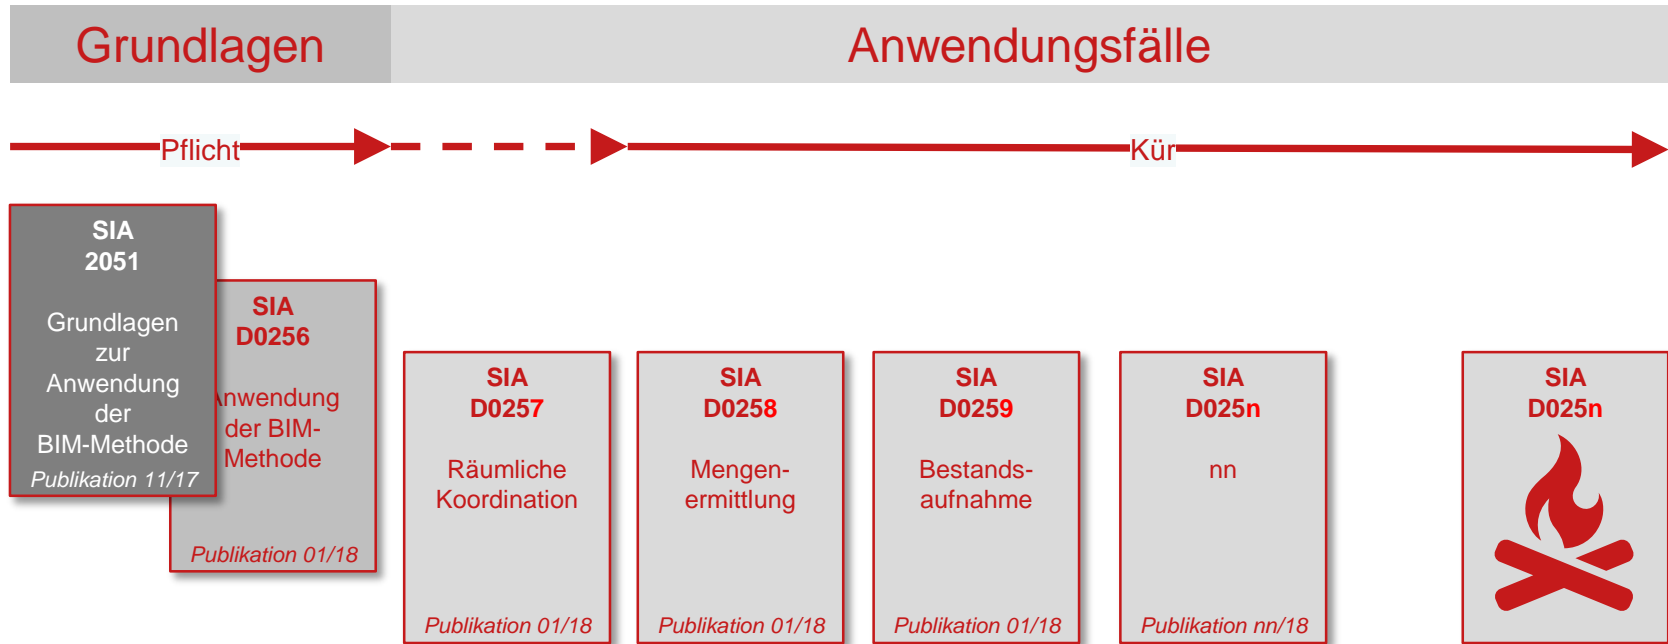 Grundlagen
Anwendungsfälle
Pflicht
Kür
SIA
2051
Grundlagen
zur
Anwendung
der
BIM-Methode
Publikation 11/17
SIA
D0256
Anwendung
der BIM-
Methode
Publikation 01/18
SIA
D0257
Räumliche
Koordination
Publikation 01/18
SIA
D0258
Mengen-
ermittlung
Publikation 01/18
SIA
D0259
Bestands-
aufnahme
Publikation 01/18
SIA
D025n
nn
Publikation nn/18
SIA
D025n